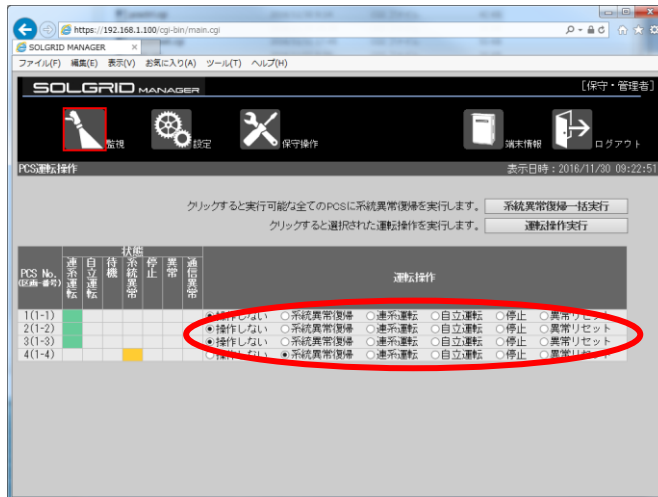 https://192.168.1.100/cgi-bin/main.cgi
SOLGRID MANAGER
ファイル(F) 編集(E) 表示(V) お気に入り(A) ツール(T) ヘルプ(H)
SOLGRID MANAGER [保守・管理者]
監視 設定 保守操作 端末情報 ログアウト
PCS運転操作 表示日時：2016/11/30 09:22:51
クリックすると実行可能な全てのPCSに系統異常復帰を実行します。 系統異常復帰一括実行
クリックすると選択された運転操作を実行します。 運転操作実行
PCS No.(区画-番号) 状態 連系運転 自立運転 待機 系統異常 停止 異常 通信異常 運転操作
1(1-1) 操作しない 系統異常復帰 連系運転 自立運転 停止 異常リセット
2(1-2) 操作しない 系統異常復帰 連系運転 自立運転 停止 異常リセット
3(1-3) 操作しない 系統異常復帰 連系運転 自立運転 停止 異常リセット
4(1-4) 操作しない 系統異常復帰 連系運転 自立運転 停止 異常リセット